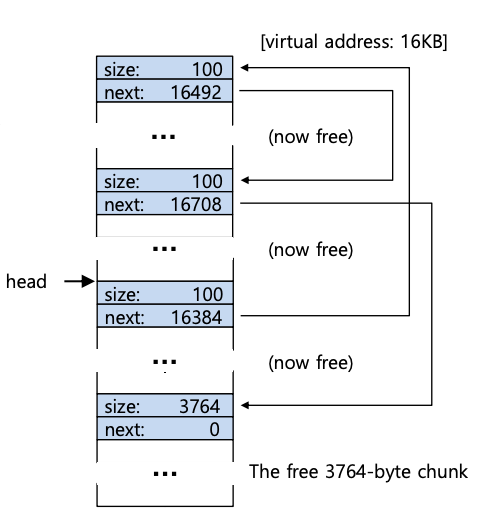 [virtual address: 16KB]
size: 100
next: 16492
... (now free)
size: 100
next: 16708
... (now free)
head
size: 100
next: 16384
... (now free)
size: 3764
next: 0
... The free 3764-byte chunk